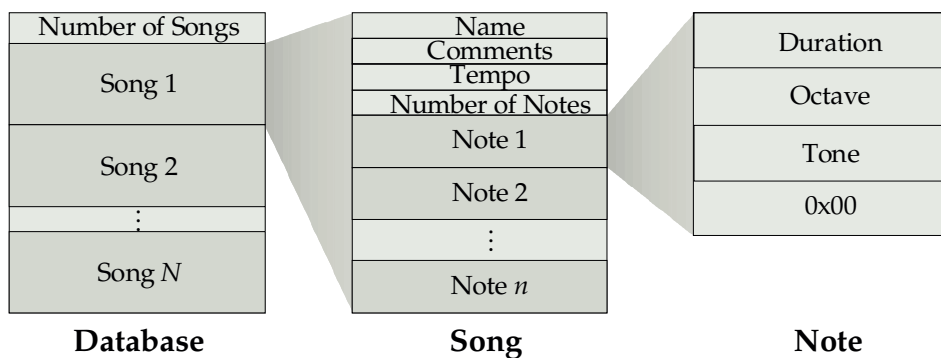 Number of Songs
Song 1
Song 2
⋮
Song N
Database
Name
Comments
Tempo
Number of Notes
Note 1
Note 2
⋮
Note n
Song
Duration
Octave
Tone
0x00
Note